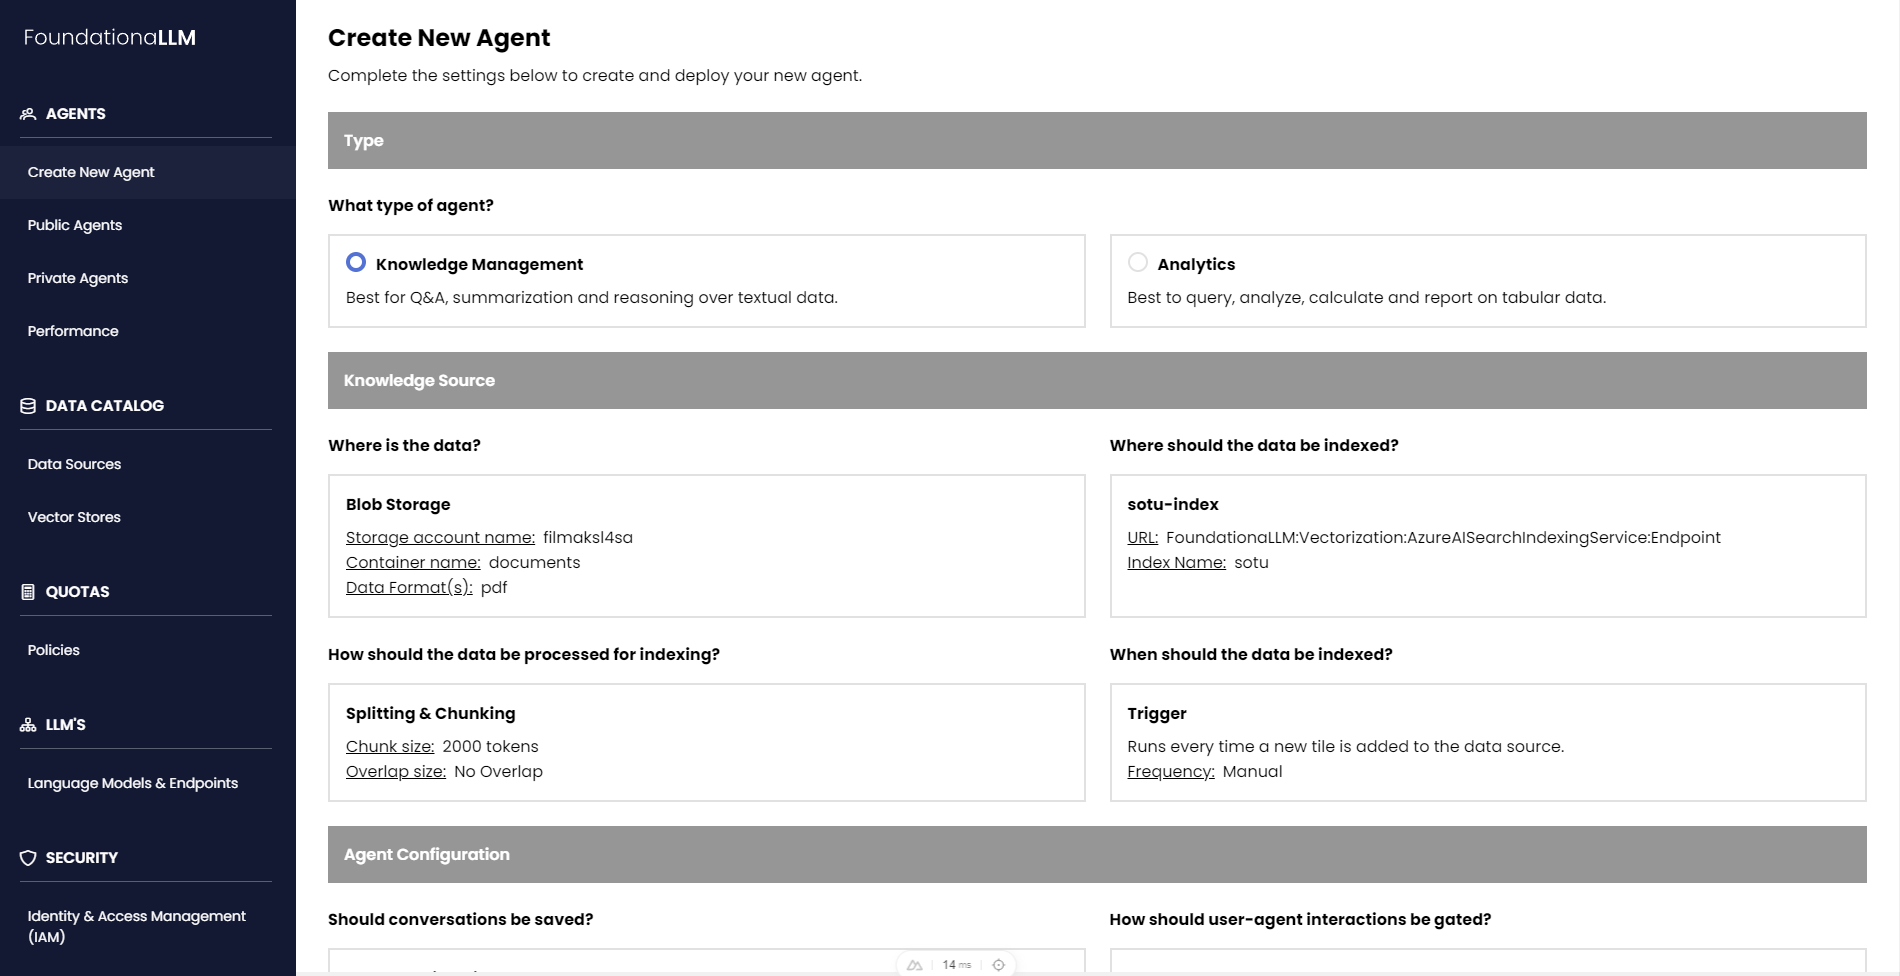 FoundationaLLM
AGENTS
Create New Agent
Public Agents
Private Agents
Performance
DATA CATALOG
Data Sources
Vector Stores
QUOTAS
Policies
LLM'S
Language Models & Endpoints
SECURITY
Identity & Access Management
(IAM)
Create New Agent
Complete the settings below to create and deploy your new agent.
Type
What type of agent?
Knowledge Management
Best for Q&A, summarization and reasoning over textual data.
Analytics
Best to query, analyze, calculate and report on tabular data.
Knowledge Source
Where is the data?
Blob Storage
Storage account name: filmaksl4sa
Container name: documents
Data Format(s): pdf
Where should the data be indexed?
sotu-index
URL: FoundationaLLM:Vectorization:AzureAISearchIndexingService:Endpoint
Index Name: sotu
How should the data be processed for indexing?
Splitting & Chunking
Chunk size: 2000 tokens
Overlap size: No Overlap
When should the data be indexed?
Trigger
Runs every time a new tile is added to the data source.
Frequency: Manual
Agent Configuration
Should conversations be saved?
How should user-agent interactions be gated?
14 ms